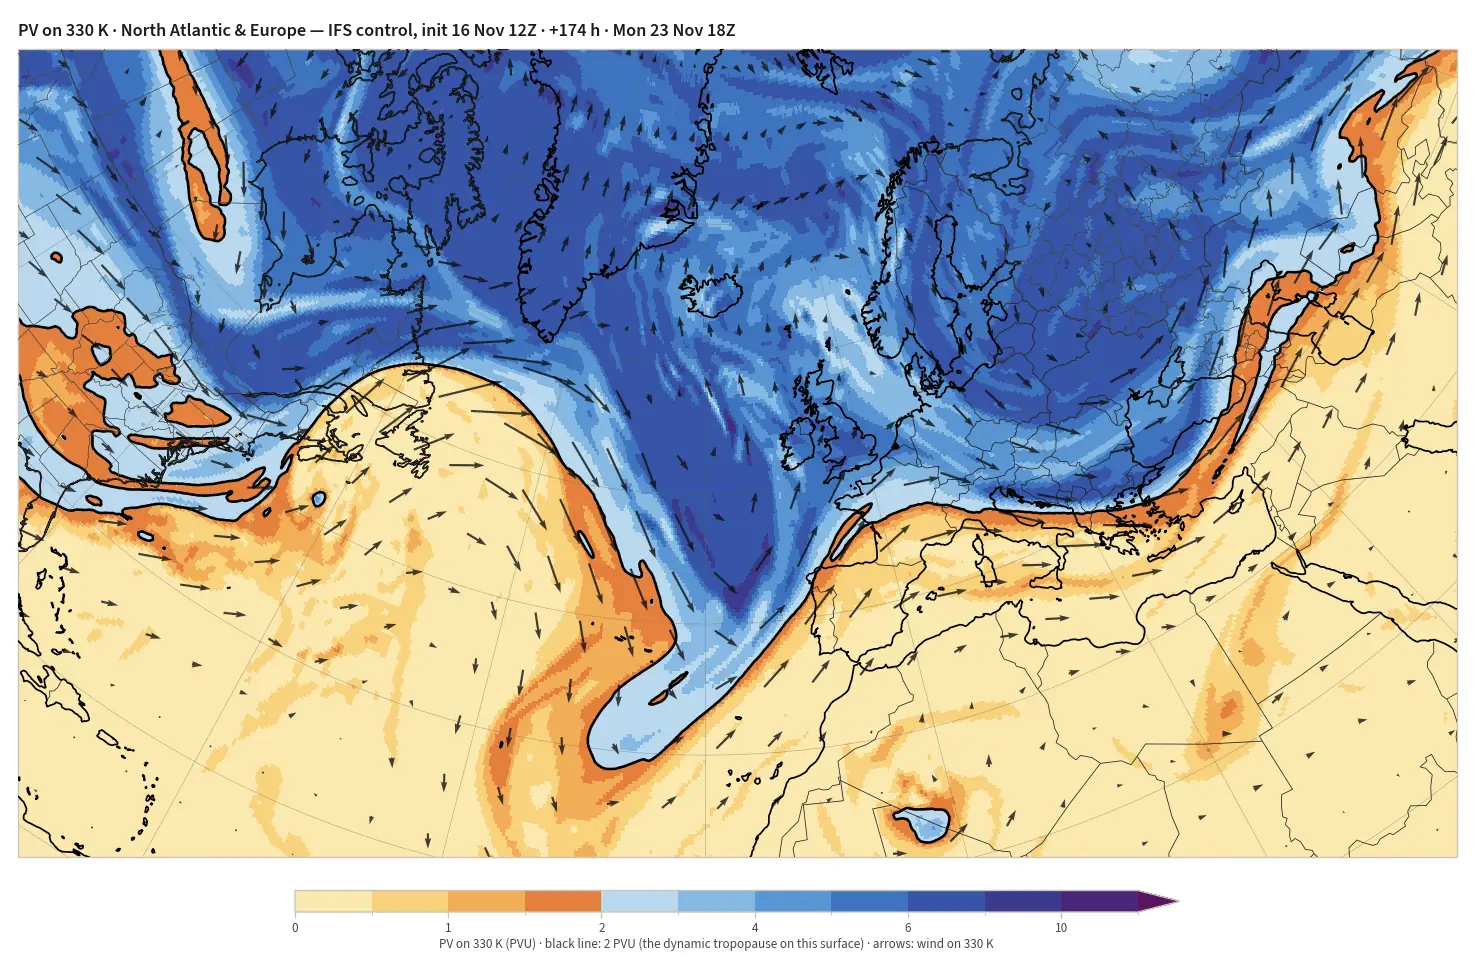 PV on 330 K · North Atlantic & Europe — IFS control, init 16 Nov 12Z · +174 h · Mon 23 Nov 18Z
0 1 2 4 6 10
PV on 330 K (PVU) · black line: 2 PVU (the dynamic tropopause on this surface) · arrows: wind on 330 K